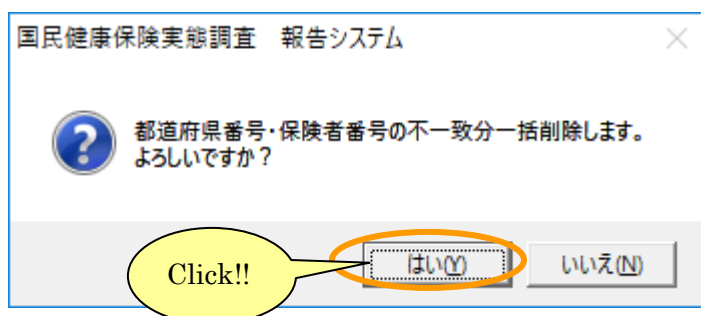 国民健康保険実態調査　報告システム
都道府県番号・保険者番号の不一致分一括削除します。
よろしいですか？
Click!!
はい(Y)
いいえ(N)